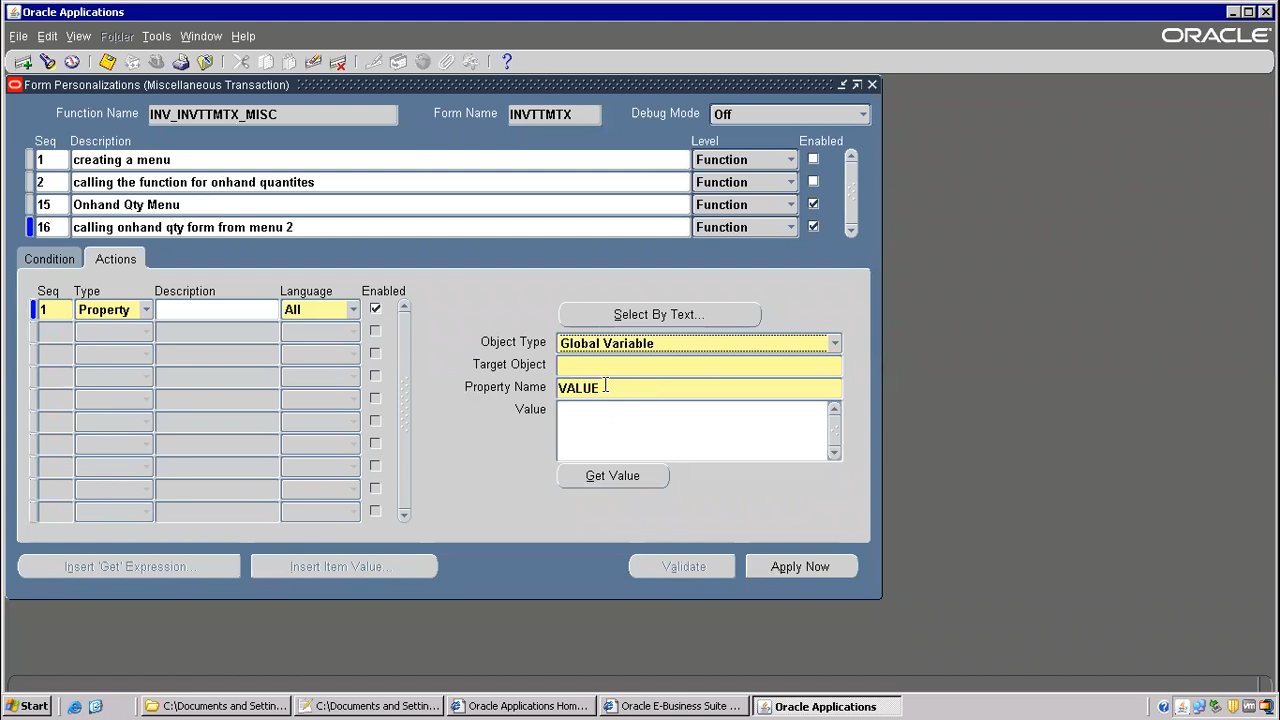 Oracle Applications
File Edit View Folder Tools Window Help
ORACLE
Form Personalizations (Miscellaneous Transaction)
Function Name INV_INVTTMTX_MISC Form Name INVTTMTX Debug Mode Off
Seq Description Level Enabled
1 creating a menu Function
2 calling the function for onhand quantites Function
15 Onhand Qty Menu Function
16 calling onhand qty form from menu 2 Function
Condition Actions
Seq Type Description Language Enabled
1 Property All
Select By Text...
Object Type Global Variable
Target Object
Property Name VALUE
Value
Get Value
Insert 'Get' Expression... Insert Item Value... Validate Apply Now
Start C:\Documents and Settin... C:\Documents and Settin... Oracle Applications Hom... Oracle E-Business Suite ... Oracle Applications